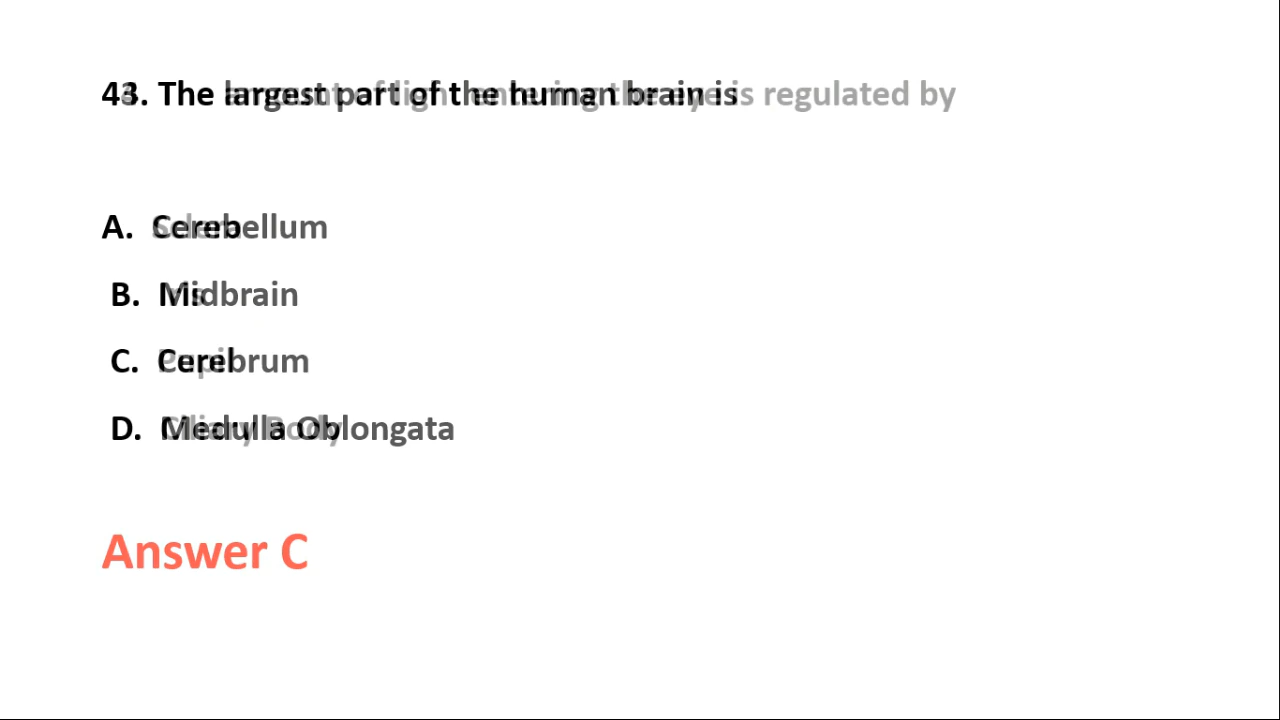 43. The largest part of the human brain is regulated by
A. Cerebellum
B. Midbrain
C. Cerebrum
D. Medulla Oblongata
Answer C